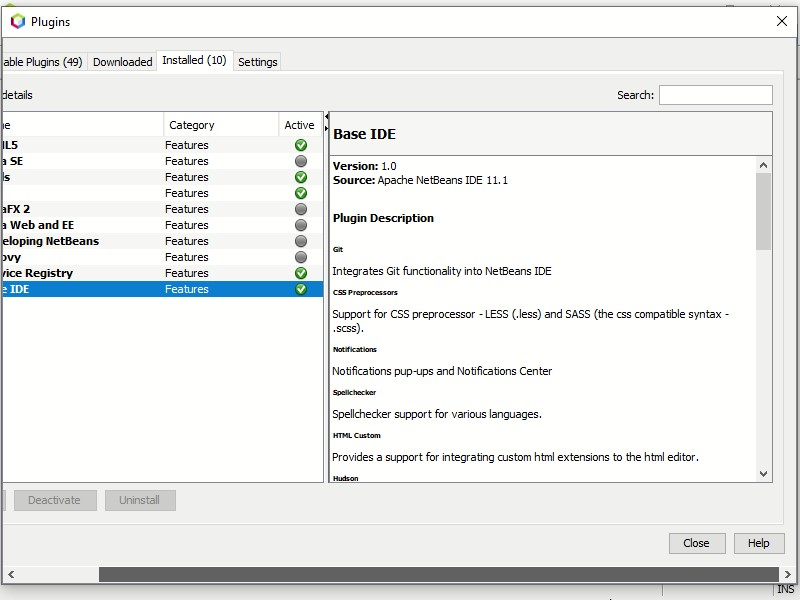 Plugins
able Plugins (49)
Downloaded
Installed (10)
Settings
details
Search:
Category
Active
Features
Features
Features
Features
Features
Features
Features
Features
Features
Features
a SE
aFX 2
a Web and EE
eloping NetBeans
ovy
vice Registry
e IDE
Base IDE
Version: 1.0
Source: Apache NetBeans IDE 11.1
Plugin Description
Git
Integrates Git functionality into NetBeans IDE
CSS Preprocessors
Support for CSS preprocessor - LESS (.less) and SASS (the css compatible syntax -
.scss).
Notifications
Notifications pup-ups and Notifications Center
Spellchecker
Spellchecker support for various languages.
HTML Custom
Provides a support for integrating custom html extensions to the html editor.
Hudson
Deactivate
Uninstall
Close
Help
INS